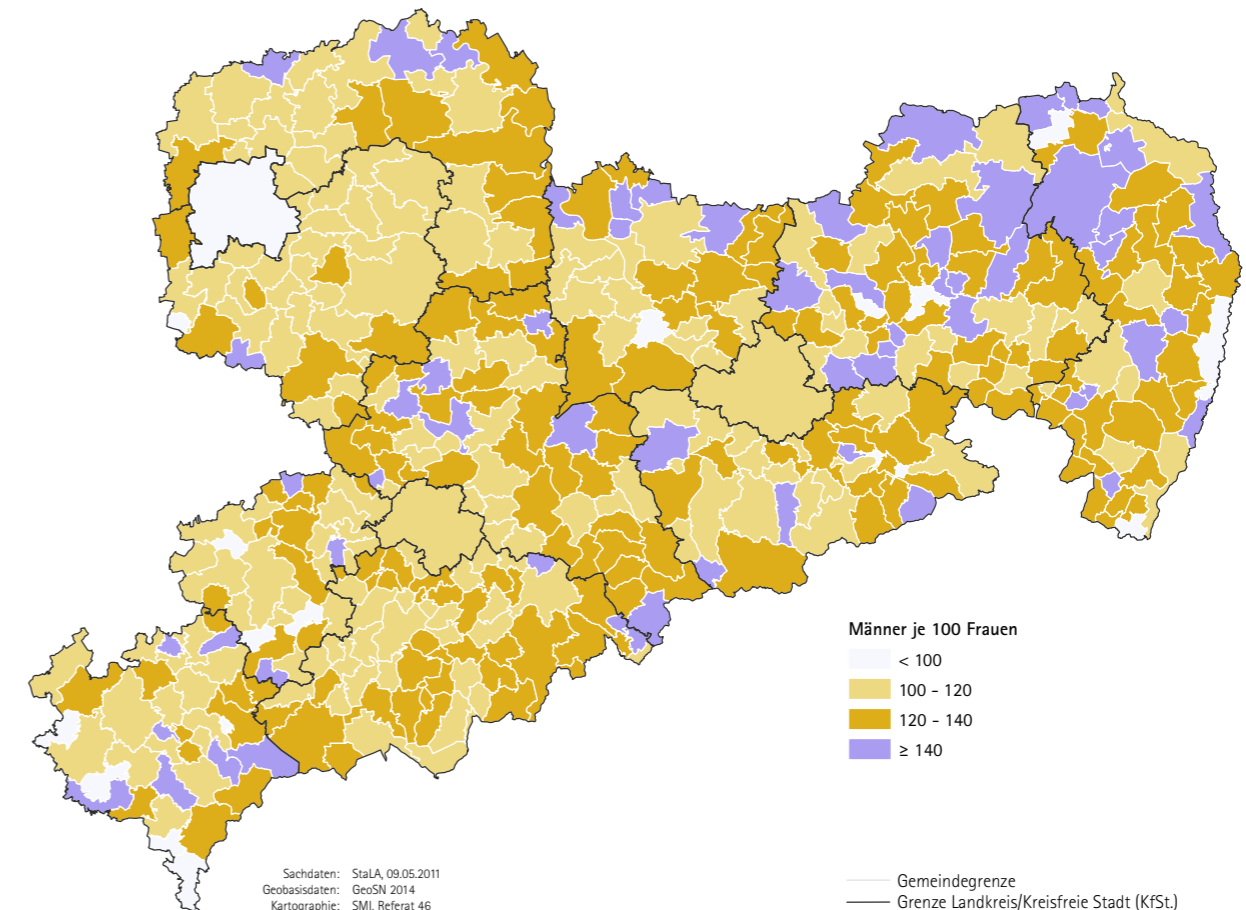 Männer je 100 Frauen
< 100
100 - 120
120 - 140
≥ 140
Sachdaten: StaLA, 09.05.2011
Geobasisdaten: GeoSN 2014
Kartographie: SMI, Referat 46
Gemeindegrenze
Grenze Landkreis/Kreisfreie Stadt (KfSt.)